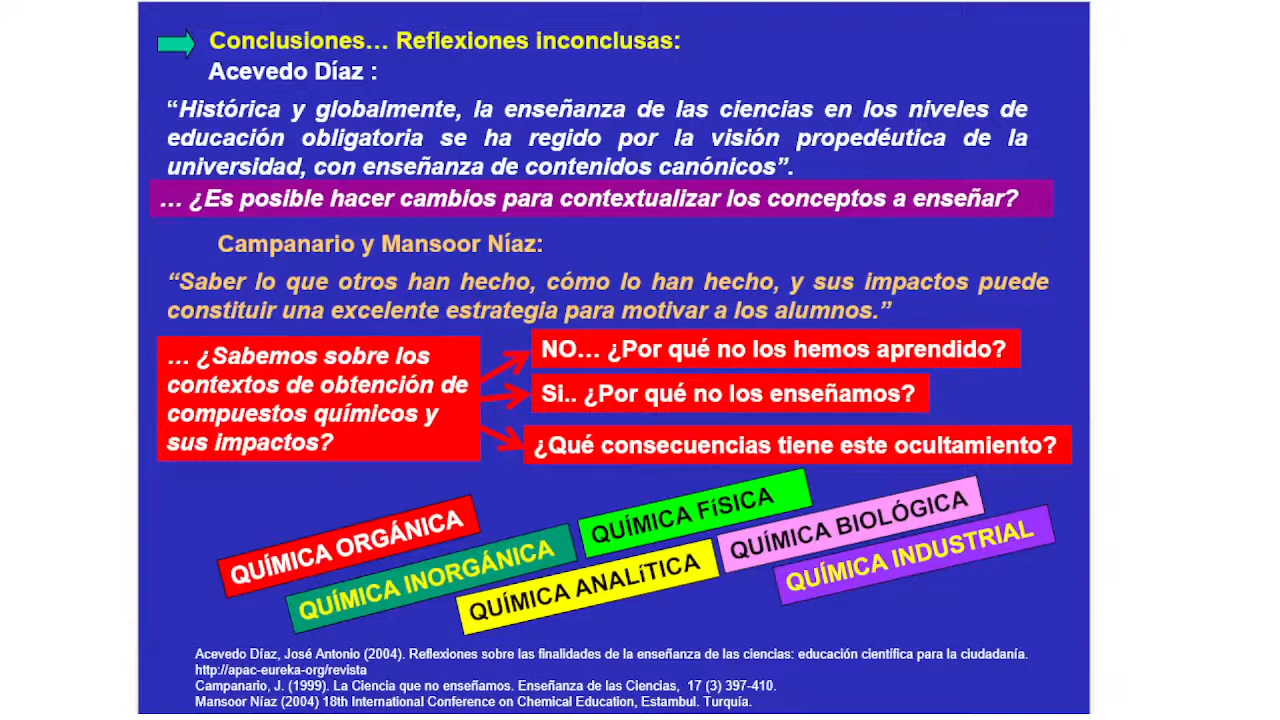 Conclusiones… Reflexiones inconclusas:
Acevedo Díaz :
“Histórica y globalmente, la enseñanza de las ciencias en los niveles de
educación obligatoria se ha regido por la visión propedéutica de la
universidad, con enseñanza de contenidos canónicos”.
… ¿Es posible hacer cambios para contextualizar los conceptos a enseñar?
Campanario y Mansoor Níaz:
“Saber lo que otros han hecho, cómo lo han hecho, y sus impactos puede
constituir una excelente estrategia para motivar a los alumnos.”
… ¿Sabemos sobre los
contextos de obtención de
compuestos químicos y
sus impactos?
NO… ¿Por qué no los hemos aprendido?
Si.. ¿Por qué no los enseñamos?
¿Qué consecuencias tiene este ocultamiento?
QUÍMICA ORGÁNICA
QUÍMICA INORGÁNICA
QUÍMICA FíSICA
QUÍMICA ANALíTICA
QUÍMICA BIOLÓGICA
QUÍMICA INDUSTRIAL
Acevedo Díaz, José Antonio (2004). Reflexiones sobre las finalidades de la enseñanza de las ciencias: educación científica para la ciudadanía.
http://apac-eureka-org/revista
Campanario, J. (1999). La Ciencia que no enseñamos. Enseñanza de las Ciencias, 17 (3) 397-410.
Mansoor Níaz (2004) 18th International Conference on Chemical Education, Estambul. Turquía.